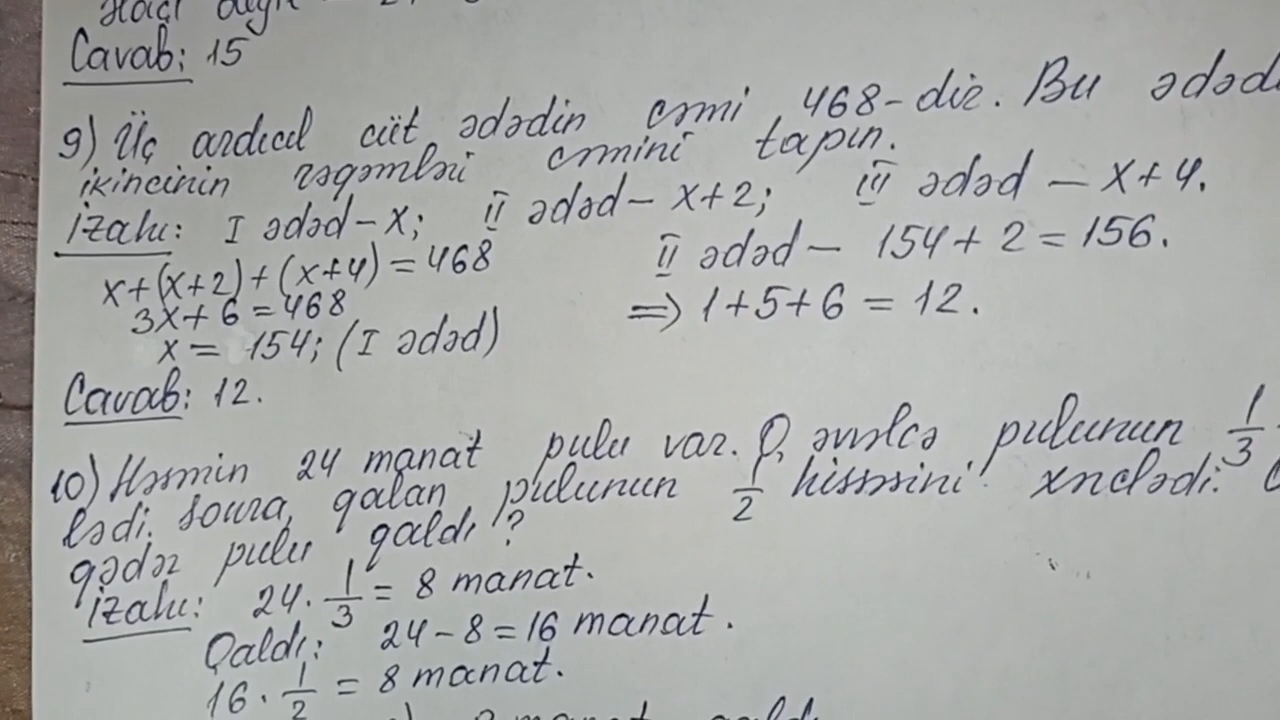 Cavab: 15
9) Üç ardıcıl cüt ədədin cəmi 468-dir. Bu ədəd
ikincinin rəqəmləri cəmini tapın.
izahı: I ədəd – x; II ədəd – x+2; III ədəd – x+4.
x+(x+2)+(x+4)=468 II ədəd – 154+2=156.
3x+6=468 => 1+5+6=12.
x= 154; (I ədəd)
Cavab: 12.
10) Həsənin 24 manat pulu var. O, əvvəlcə pulunun 1/3
lədi. Sonra, qalan pulunun 1/2 hissəsini xərclədi.
qədər pulu qaldı?
izahı: 24 · 1/3 = 8 manat.
Qaldı: 24-8=16 manat.
16 · 1/2 = 8 manat.